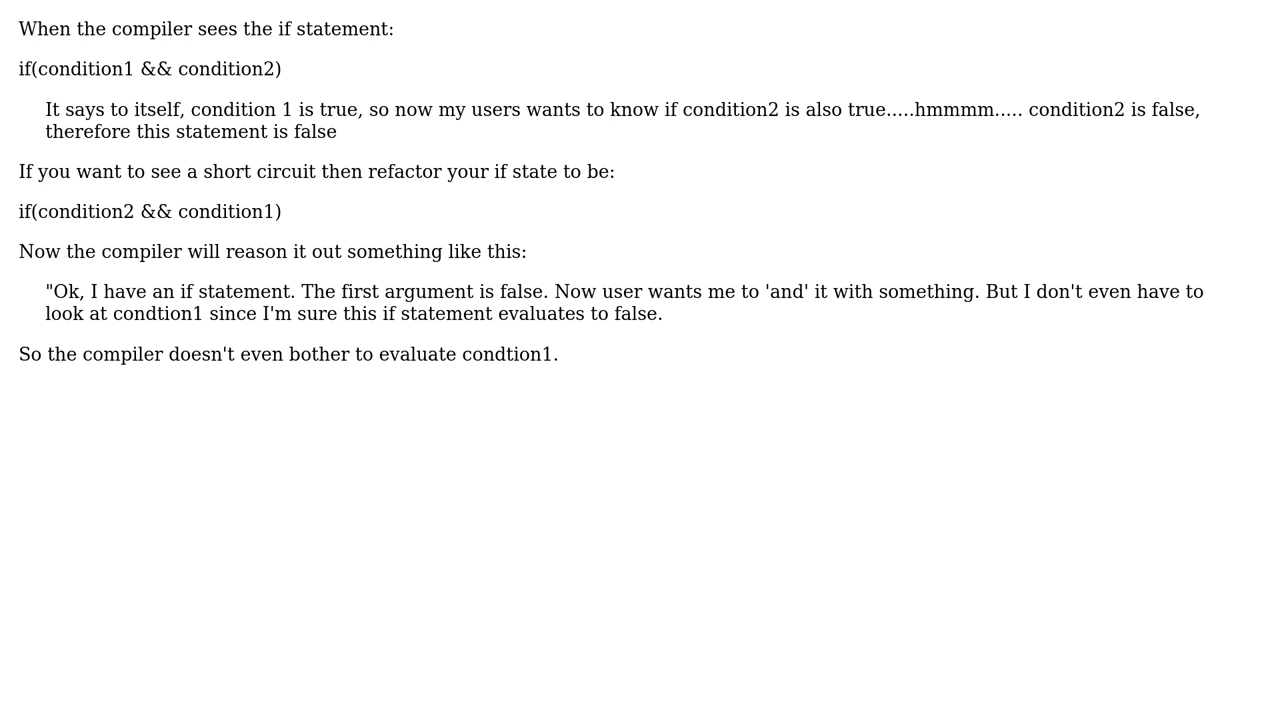 When the compiler sees the if statement:
if(condition1 && condition2)
It says to itself, condition 1 is true, so now my users wants to know if condition2 is also true.....hmmmm..... condition2 is false,
therefore this statement is false
If you want to see a short circuit then refactor your if state to be:
if(condition2 && condition1)
Now the compiler will reason it out something like this:
"Ok, I have an if statement. The first argument is false. Now user wants me to 'and' it with something. But I don't even have to
look at condtion1 since I'm sure this if statement evaluates to false.
So the compiler doesn't even bother to evaluate condtion1.